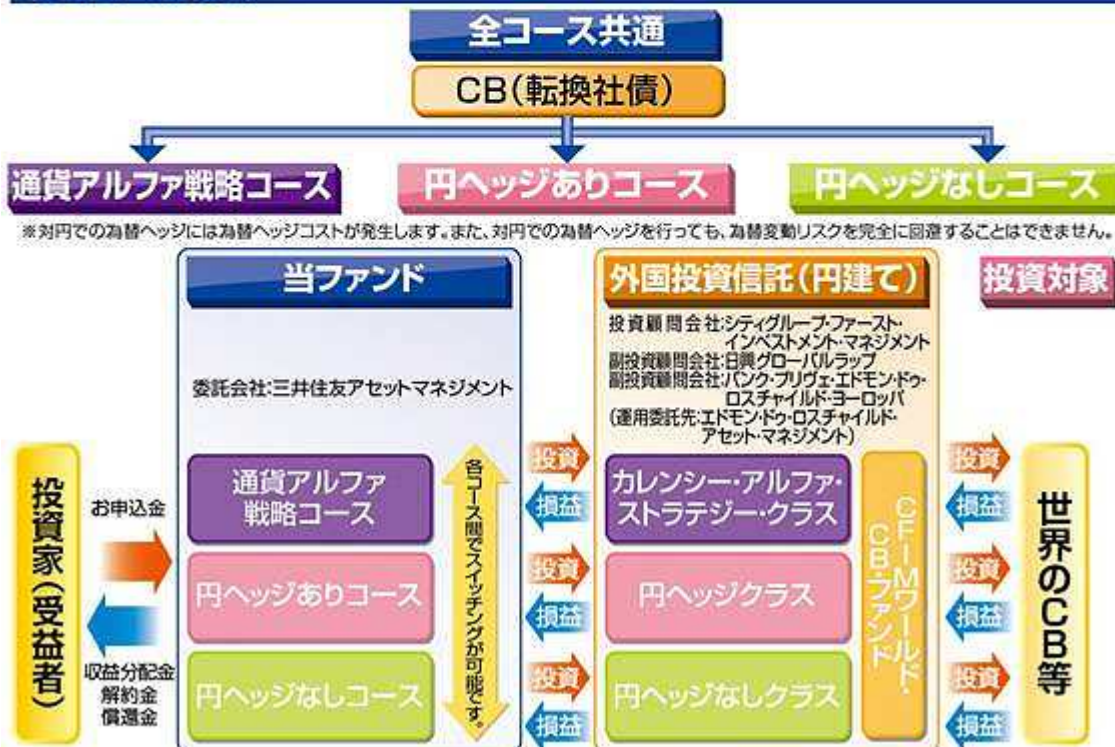 全コース共通
CB(転換社債)
通貨アルファ戦略コース
円ヘッジありコース
円ヘッジなしコース
※対円での為替ヘッジには為替ヘッジコストが発生します。また、対円での為替ヘッジを行っても、為替変動リスクを完全に回避することはできません。
当ファンド
外国投資信託(円建て)
投資対象
委託会社:三井住友アセットマネジメント
投資顧問会社:シティグループ・ファースト・
インベストメント・マネジメント
副投資顧問会社:日興グローバルラップ
副投資顧問会社:バンク・プリヴェ・エドモン・ドゥ・
ロスチャイルド・ヨーロッパ
(運用委託先:エドモン・ドゥ・ロスチャイルド・
アセット・マネジメント)
投資家(受益者)
お申込金
収益分配金
解約金
償還金
通貨アルファ
戦略コース
円ヘッジありコース
円ヘッジなしコース
各コース間でスイッチングが可能です。
投資
損益
投資
損益
投資
損益
カレンシー・アルファ・
ストラテジー・クラス
円ヘッジクラス
円ヘッジなしクラス
CFIMワールド・
CB・ファンド
投資
損益
投資
損益
投資
損益
世界のCB等